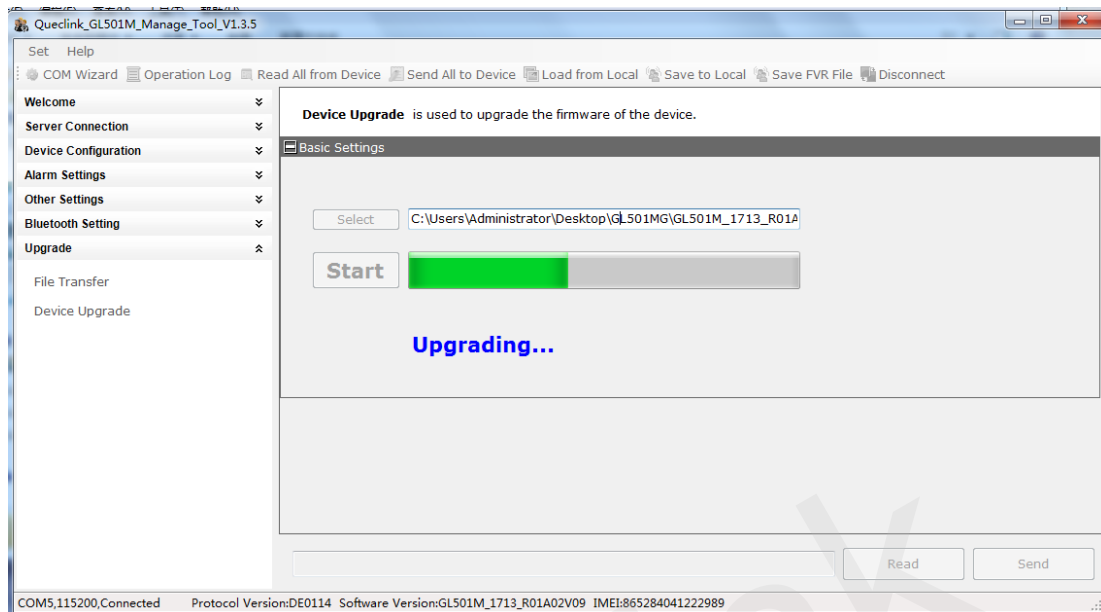 Queclink_GL501M_Manage_Tool_V1.3.5
Set Help
COM Wizard Operation Log Read All from Device Send All to Device Load from Local Save to Local Save FVR File Disconnect
Welcome
Server Connection
Device Configuration
Alarm Settings
Other Settings
Bluetooth Setting
Upgrade
File Transfer
Device Upgrade
Device Upgrade is used to upgrade the firmware of the device.
Basic Settings
Select C:\Users\Administrator\Desktop\GL501MG\GL501M_1713_R01A
Start
Upgrading...
Read Send
COM5,115200,Connected Protocol Version:DE0114 Software Version:GL501M_1713_R01A02V09 IMEI:865284041222989